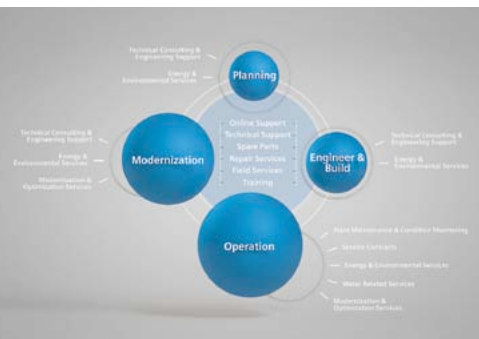 Technical Consulting &
Engineering Support
Energy &
Environmental Services
Planning
Online Support
Technical Support
Spare Parts
Repair Services
Field Services
Training
Technical Consulting &
Engineering Support
Energy &
Environmental Services
Modernization &
Optimization Services
Modernization
Engineer &
Build
Technical Consulting &
Engineering Support
Energy &
Environmental Services
Operation
Plant Maintenance & Condition Monitoring
Service Contracts
Energy & Environmental Services
Motor Related Services
Modernization &
Optimization Services